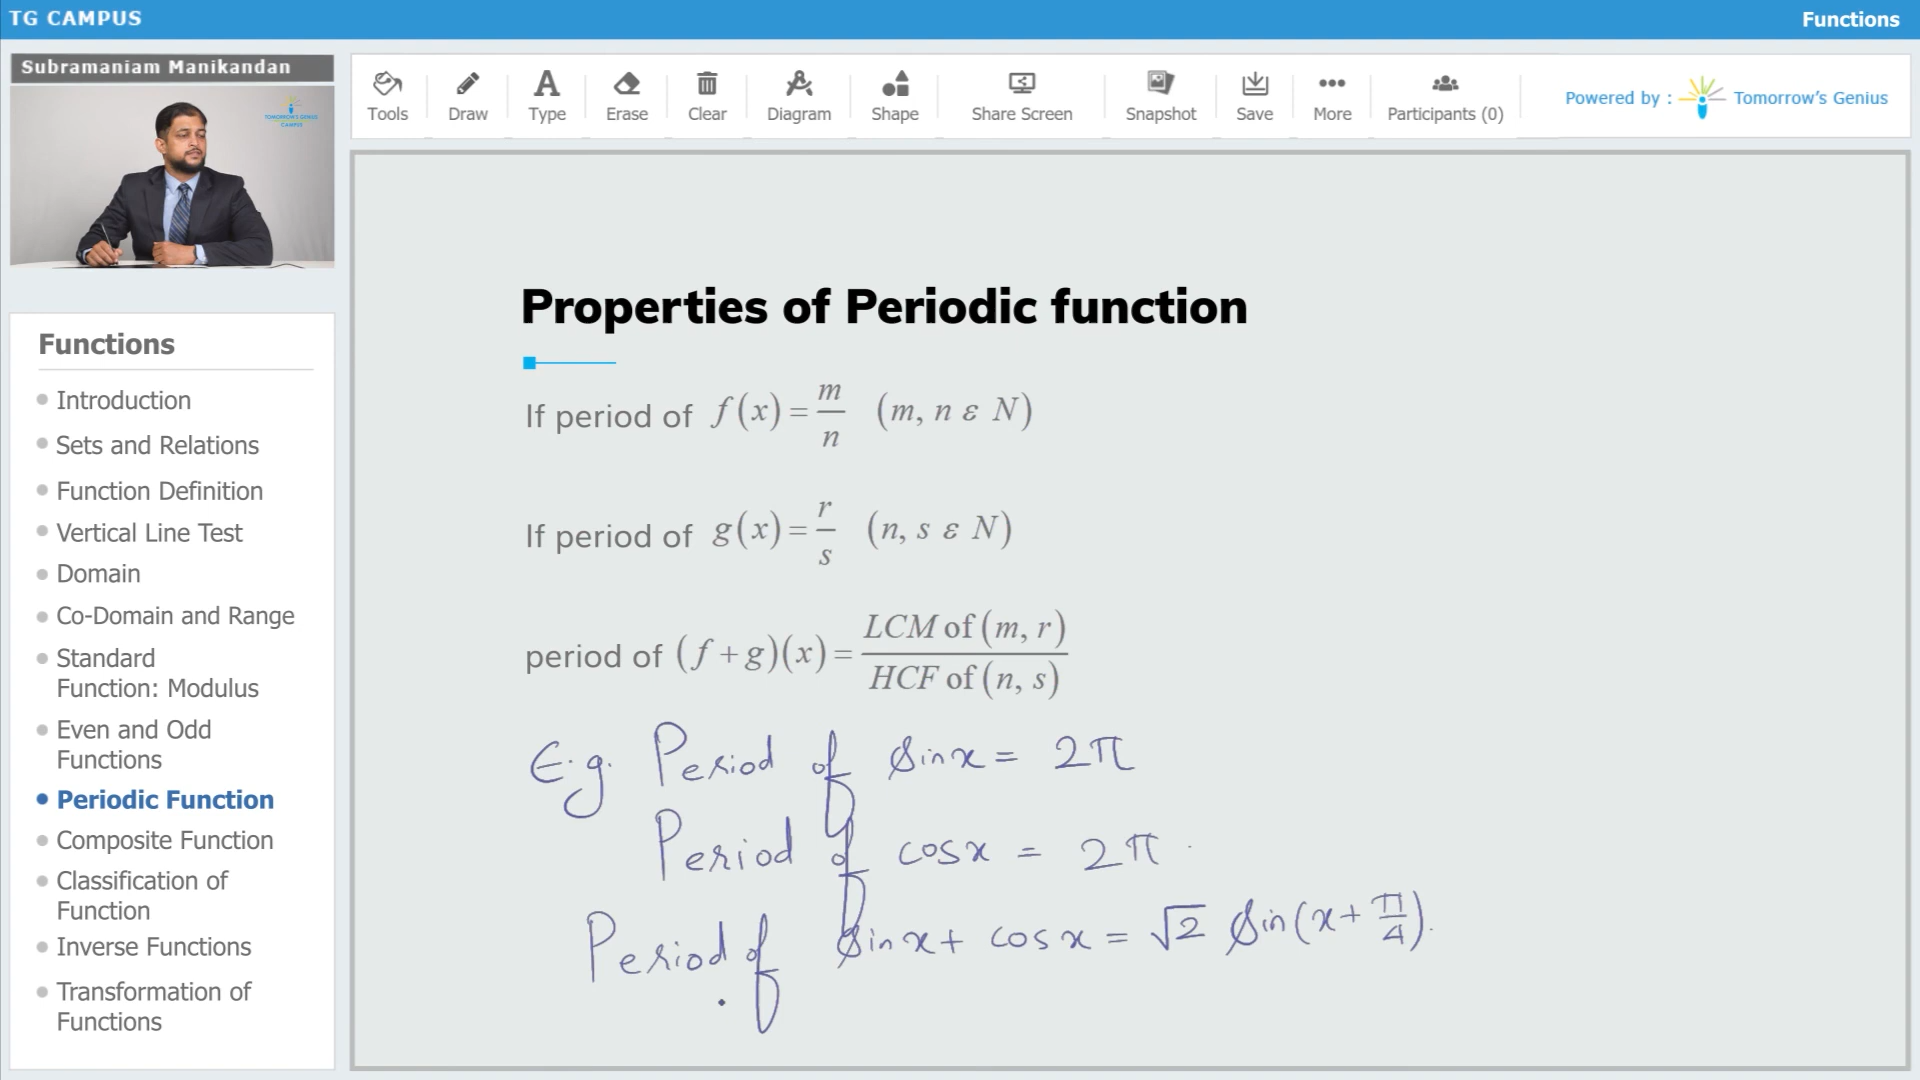 TG CAMPUS
Functions
Subramaniam Manikandan
TOMORROW'S GENIUS
CAMPUS
Tools
Draw
Type
Erase
Clear
Diagram
Shape
Share Screen
Snapshot
Save
More
Participants (0)
Powered by : Tomorrow's Genius
Functions
Introduction
Sets and Relations
Function Definition
Vertical Line Test
Domain
Co-Domain and Range
Standard
Function: Modulus
Even and Odd
Functions
Periodic Function
Composite Function
Classification of
Function
Inverse Functions
Transformation of
Functions
Properties of Periodic function
If period of f(x) = m/n (m, n ε N)
If period of g(x) = r/s (n, s ε N)
period of (f + g)(x) = LCM of (m, r) / HCF of (n, s)
E.g. Period of sin x = 2π
Period of cos x = 2π
Period of sin x + cos x = √2 sin(x + π/4).